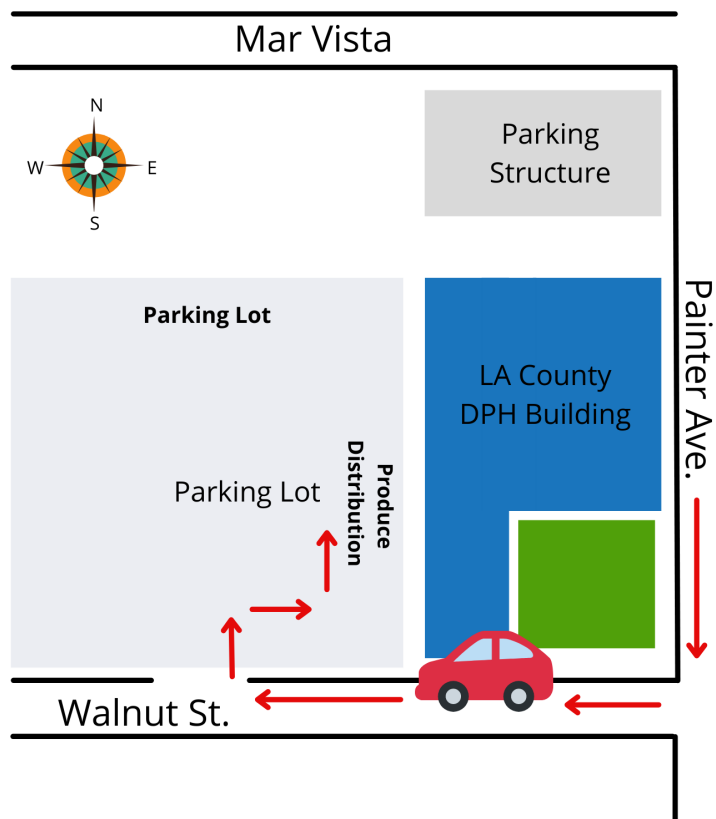 Mar Vista
N
W
E
S
Parking
Structure
Painter Ave.
Parking Lot
LA County
DPH Building
Parking Lot
Produce
Distribution
Walnut St.